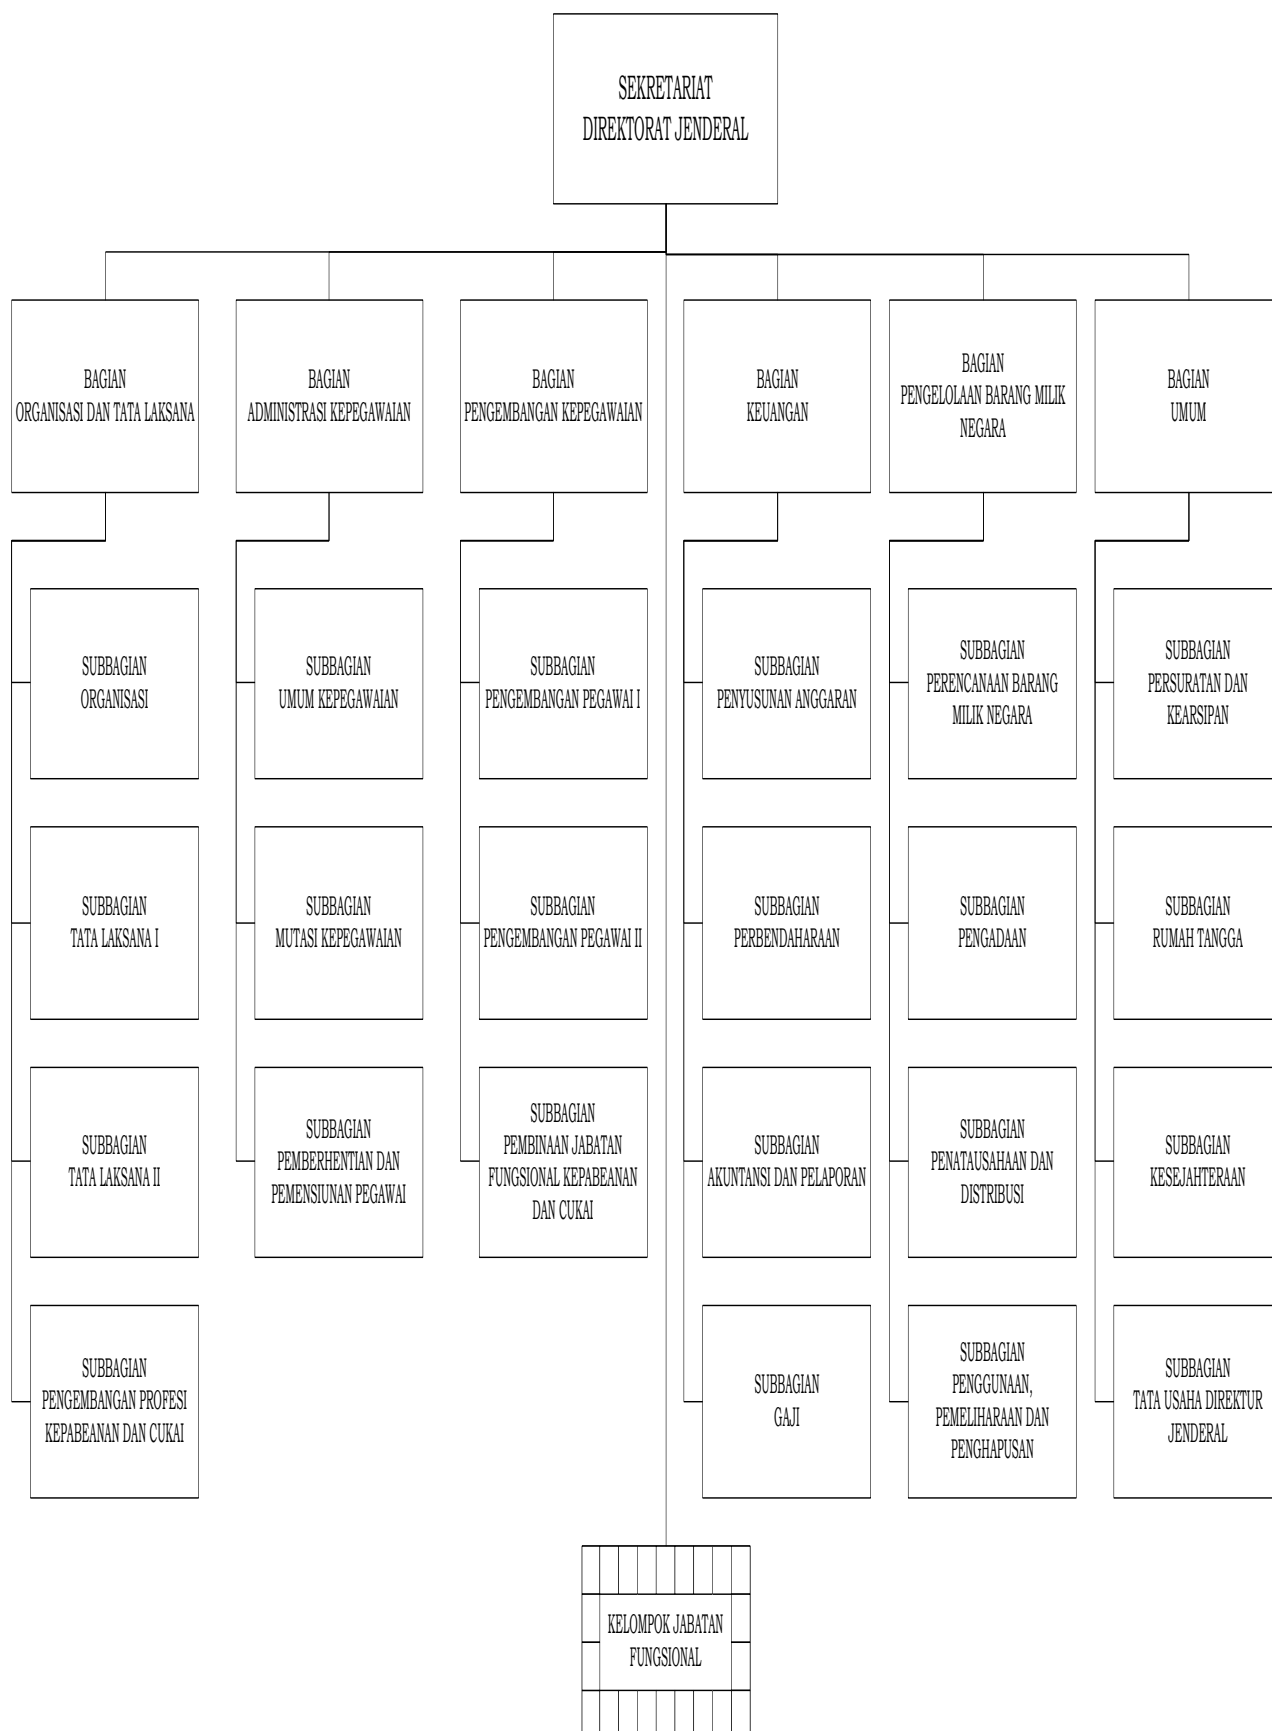 SEKRETARIAT
DIREKTORAT JENDERAL
BAGIAN
ORGANISASI DAN TATA LAKSANA
BAGIAN
ADMINISTRASI KEPEGAWAIAN
BAGIAN
PENGEMBANGAN KEPEGAWAIAN
BAGIAN
KEUANGAN
BAGIAN
PENGELOLAAN BARANG MILIK
NEGARA
BAGIAN
UMUM
SUBBAGIAN
ORGANISASI
SUBBAGIAN
UMUM KEPEGAWAIAN
SUBBAGIAN
PENGEMBANGAN PEGAWAI I
SUBBAGIAN
PENYUSUNAN ANGGARAN
SUBBAGIAN
PERENCANAAN BARANG
MILIK NEGARA
SUBBAGIAN
PERSURATAN DAN
KEARSIPAN
SUBBAGIAN
TATA LAKSANA I
SUBBAGIAN
MUTASI KEPEGAWAIAN
SUBBAGIAN
PENGEMBANGAN PEGAWAI II
SUBBAGIAN
PERBENDAHARAAN
SUBBAGIAN
PENGADAAN
SUBBAGIAN
RUMAH TANGGA
SUBBAGIAN
TATA LAKSANA II
SUBBAGIAN
PEMBERHENTIAN DAN
PEMENSIUNAN PEGAWAI
SUBBAGIAN
PEMBINAAN JABATAN
FUNGSIONAL KEPABEANAN
DAN CUKAI
SUBBAGIAN
AKUNTANSI DAN PELAPORAN
SUBBAGIAN
PENATAUSAHAAN DAN
DISTRIBUSI
SUBBAGIAN
KESEJAHTERAAN
SUBBAGIAN
PENGEMBANGAN PROFESI
KEPABEANAN DAN CUKAI
SUBBAGIAN
GAJI
SUBBAGIAN
PENGGUNAAN,
PEMELIHARAAN DAN
PENGHAPUSAN
SUBBAGIAN
TATA USAHA DIREKTUR
JENDERAL
KELOMPOK JABATAN
FUNGSIONAL